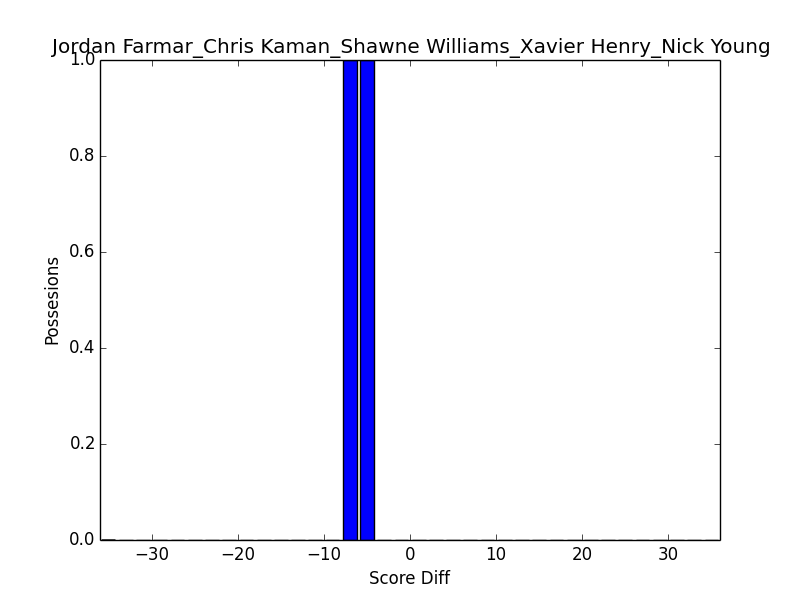 Jordan Farmar_Chris Kaman_Shawne Williams_Xavier Henry_Nick Young
1.0
0.8
0.6
0.4
0.2
0.0
Possesions
−30 −20 −10 0 10 20 30
Score Diff